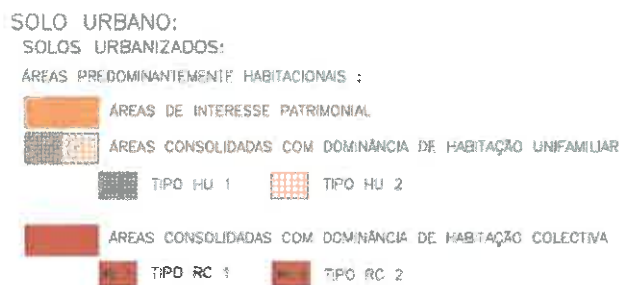 SOLO URBANO:
SOLOS URBANIZADOS:
ÁREAS PREDOMINANTEMENTE HABITACIONAIS :
ÁREAS DE INTERESSE PATRIMONIAL
ÁREAS CONSOLIDADAS COM DOMINÂNCIA DE HABITAÇÃO UNIFAMILIAR
TIPO HU 1 TIPO HU 2
ÁREAS CONSOLIDADAS COM DOMINÂNCIA DE HABITAÇÃO COLECTIVA
TIPO RC 1 TIPO RC 2